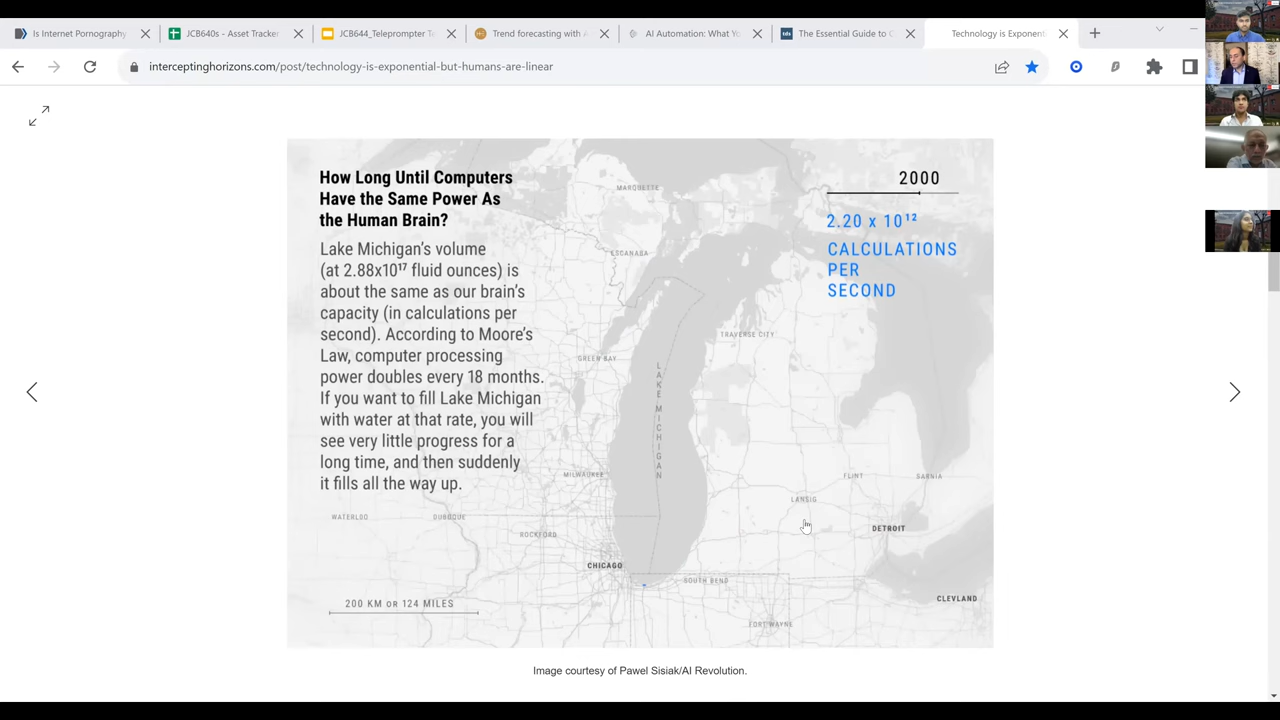 Is Internet Pornography
JCB640s - Asset Tracker
JCB644_Teleprompter T
Trend forecasting with
AI Automation: What Yo
The Essential Guide to
Technology is Exponent
interceptinghorizons.com/post/technology-is-exponential-but-humans-are-linear
How Long Until Computers
Have the Same Power As
the Human Brain?
Lake Michigan's volume
(at 2.88x10¹⁷ fluid ounces) is
about the same as our brain's
capacity (in calculations per
second). According to Moore's
Law, computer processing
power doubles every 18 months.
If you want to fill Lake Michigan
with water at that rate, you will
see very little progress for a
long time, and then suddenly
it fills all the way up.
2000
2.20 x 10¹²
CALCULATIONS
PER
SECOND
MARQUETTE
ESCANABA
TRAVERSE CITY
GREEN BAY
LAKE MICHIGAN
MILWAUKEE
FLINT
SARNIA
LANSIG
WATERLOO
DUBUQUE
ROCKFORD
DETROIT
CHICAGO
SOUTH BEND
CLEVLAND
200 KM OR 124 MILES
FORT WAYNE
Image courtesy of Pawel Sisiak/AI Revolution.